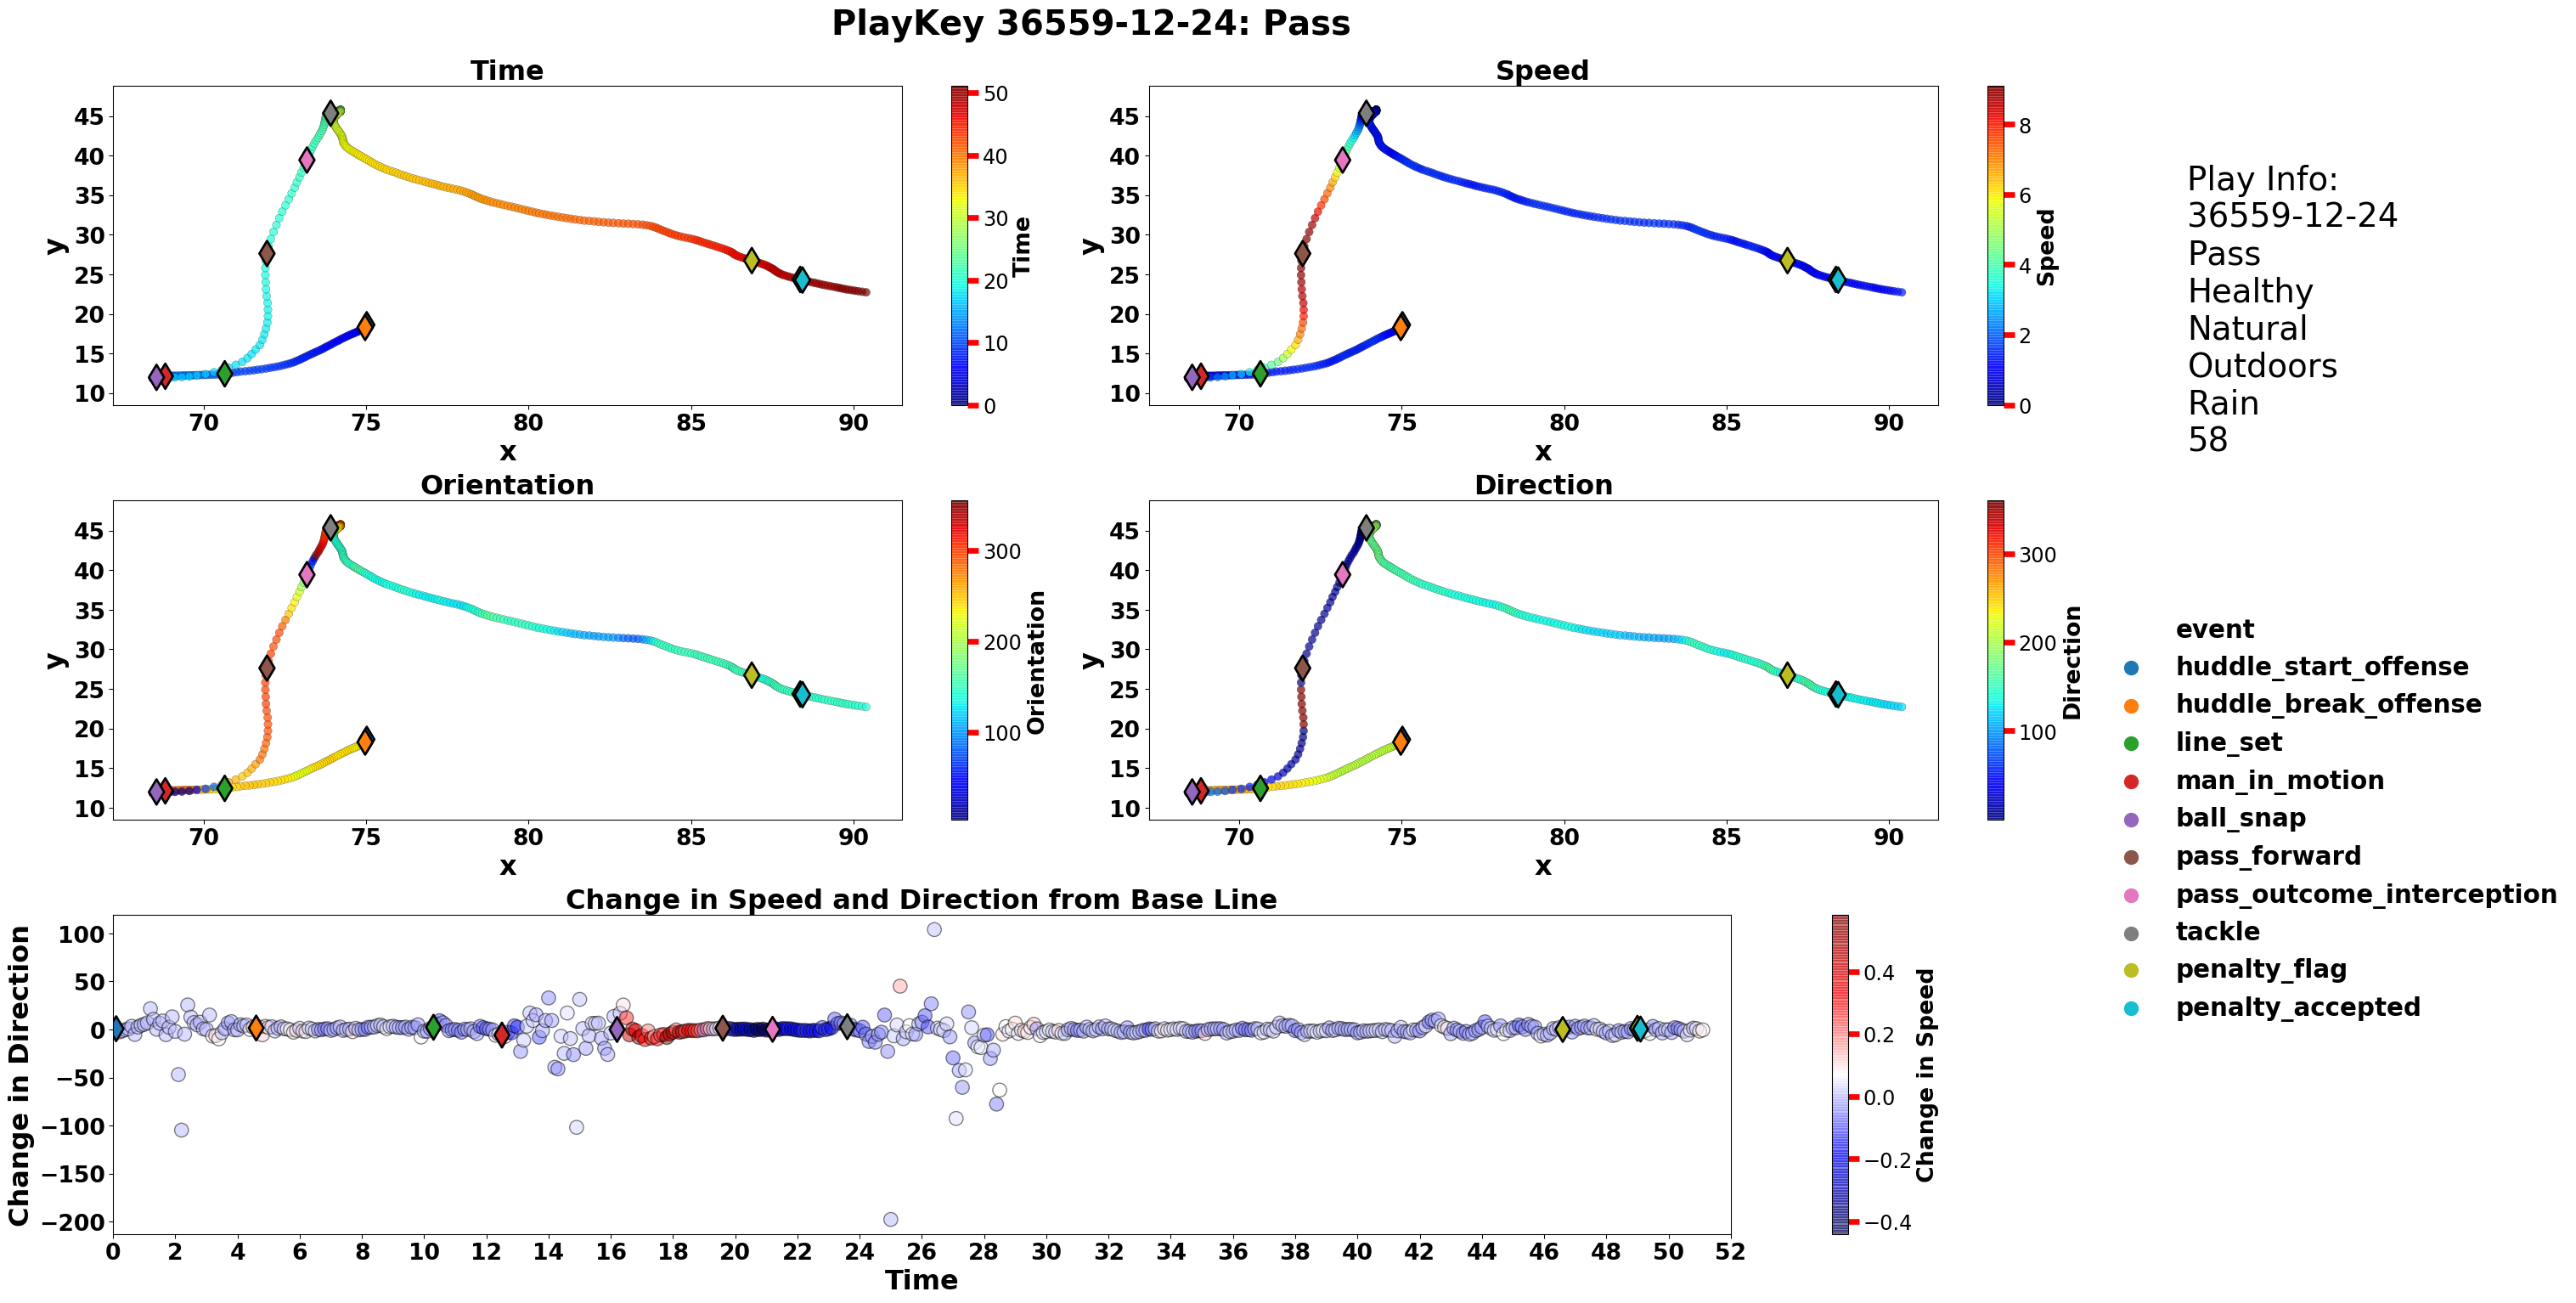 PlayKey 36559-12-24: Pass
Time
y
45
40
35
30
25
20
15
10
70
75
80
85
90
x
50
40
30
20
10
0
Time
Speed
y
45
40
35
30
25
20
15
10
70
75
80
85
90
x
8
6
4
2
0
Speed
Play Info:
36559-12-24
Pass
Healthy
Natural
Outdoors
Rain
58
Orientation
y
45
40
35
30
25
20
15
10
70
75
80
85
90
x
300
200
100
Orientation
Direction
y
45
40
35
30
25
20
15
10
70
75
80
85
90
x
300
200
100
Direction
event
huddle_start_offense
huddle_break_offense
line_set
man_in_motion
ball_snap
pass_forward
pass_outcome_interception
tackle
penalty_flag
penalty_accepted
Change in Speed and Direction from Base Line
Change in Direction
100
50
0
−50
−100
−150
−200
0 2 4 6 8 10 12 14 16 18 20 22 24 26 28 30 32 34 36 38 40 42 44 46 48 50 52
Time
0.4
0.2
0.0
−0.2
−0.4
Change in Speed